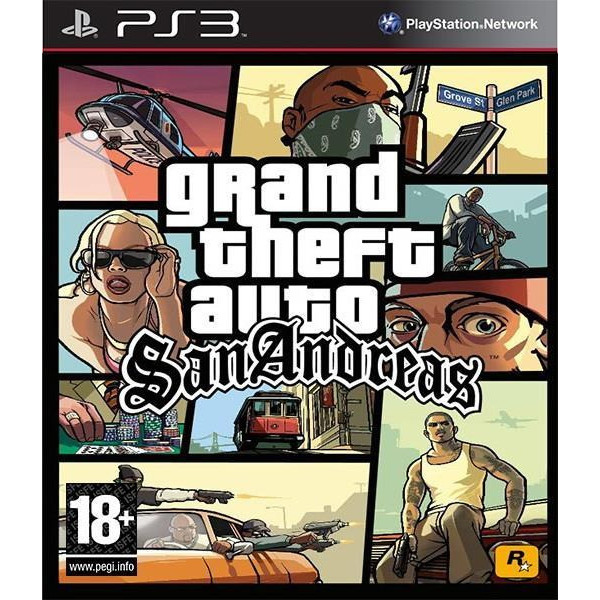 PS3
PlayStation®Network
Grove St
Glen Park
grand
theft
auto
San Andreas
18+
www.pegi.info
R★